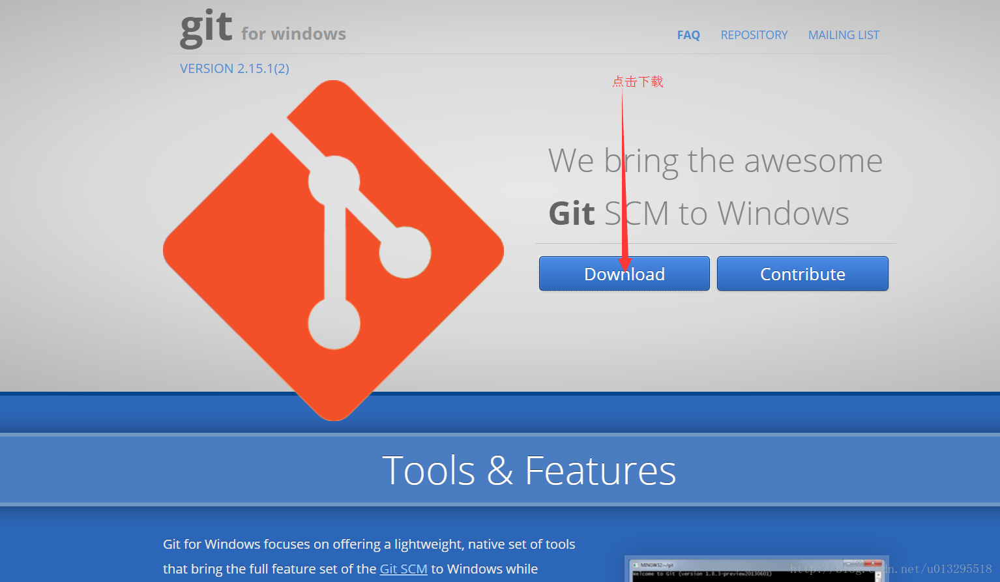 git for windows
FAQ REPOSITORY MAILING LIST
VERSION 2.15.1(2)
点击下载
We bring the awesome
Git SCM to Windows
Download Contribute
Tools & Features
Git for Windows focuses on offering a lightweight, native set of tools
that bring the full feature set of the Git SCM to Windows while
MINGW32:~/git
Welcome to Git (version 1.8.3-preview20130601)
http://blog.csdn.net/u013295518